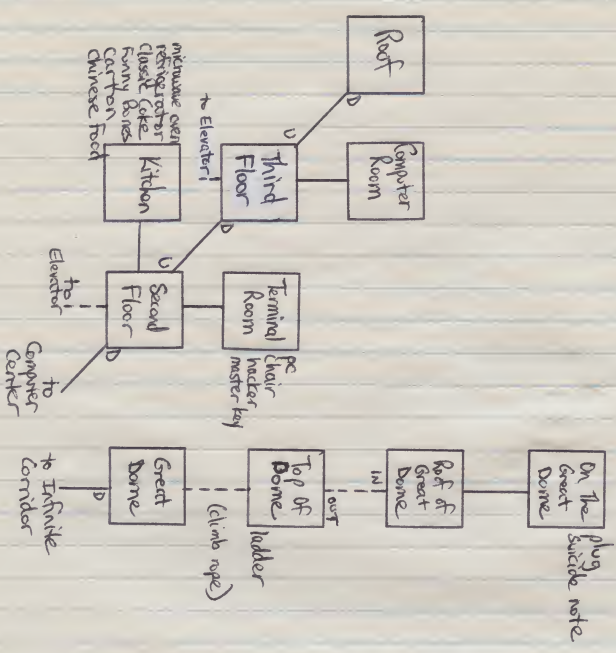 Roof
D
Computer
Room
U
Third
Floor
D
to Elevator
microwave oven
refrigerator
Classic Coke
Funny Bones
Carton
Chinese Food
Kitchen
U
Second
Floor
D
to
Elevator
to
Computer
Center
Terminal
Room
pc
chair
hacker
master key
On the
Great
Dome
plug
suicide note
Roof of
Great
Dome
IN
OUT
Top Of
Dome
ladder
(climb rope)
Great
Dome
D
to Infinite
Corridor